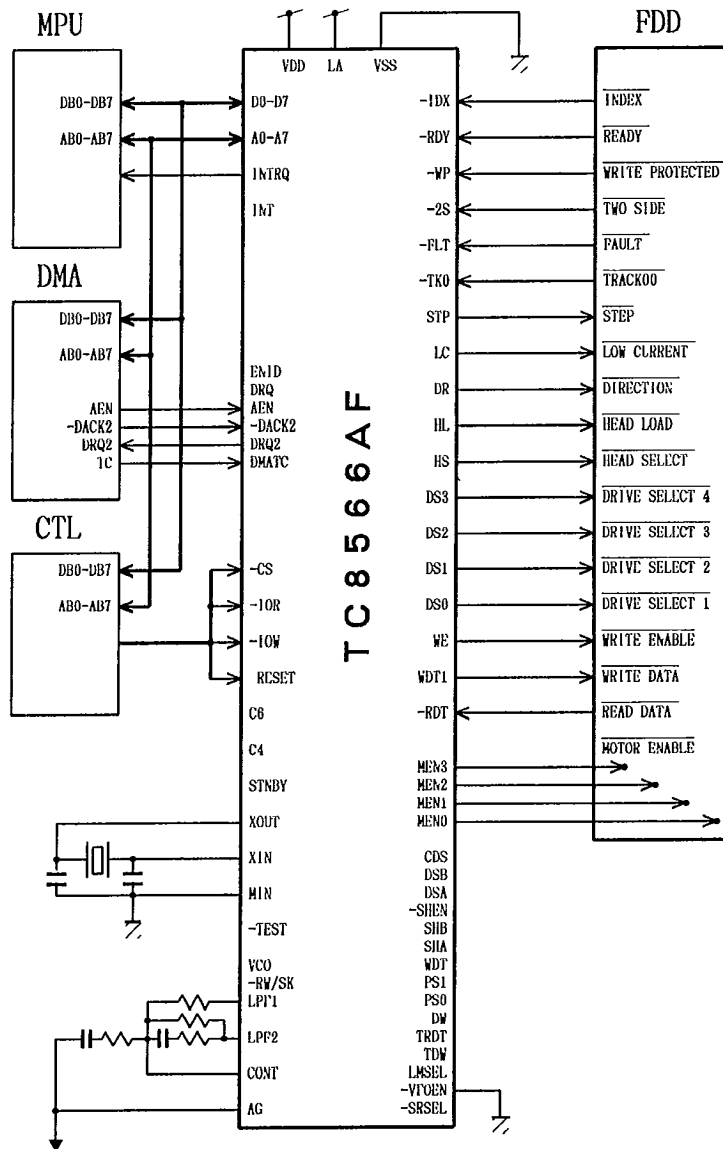 MPU
DB0-DB7
AB0-AB7
DMA
DB0-DB7
AB0-AB7
AEN
-DACK2
DRQ2
TC
CTL
DB0-DB7
AB0-AB7
VDD
LA
VSS
D0-D7
A0-A7
INTRQ
INT
ENID
DRQ
AEN
-DACK2
DRQ2
DMATC
-CS
-IOR
-IOW
RESET
C6
C4
STNBY
XOUT
XIN
MIN
-TEST
VCO
-RW/SK
LPF1
LPF2
CONT
AG
TC8566AF
-IDX
-RDY
-WP
-2S
-FLT
-TK0
STP
LC
DR
HL
HS
DS3
DS2
DS1
DS0
WE
WDT1
-RDT
MEN3
MEN2
MEN1
MEN0
CDS
DSB
DSA
-SHEN
SHB
SHA
WDT
PS1
PS0
DW
TRDT
TDW
LMSEL
-VFOEN
-SRSEL
FDD
INDEX
READY
WRITE PROTECTED
TWO SIDE
FAULT
TRACK00
STEP
LOW CURRENT
DIRECTION
HEAD LOAD
HEAD SELECT
DRIVE SELECT 4
DRIVE SELECT 3
DRIVE SELECT 2
DRIVE SELECT 1
WRITE ENABLE
WRITE DATA
READ DATA
MOTOR ENABLE